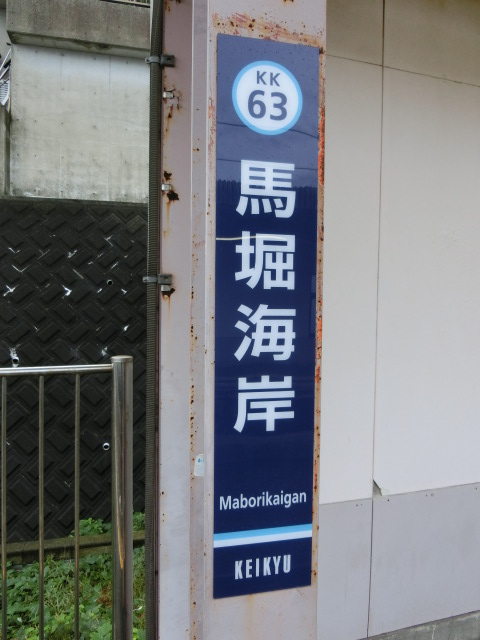 KK
63
馬堀海岸
Maborikaigan
KEIKYU